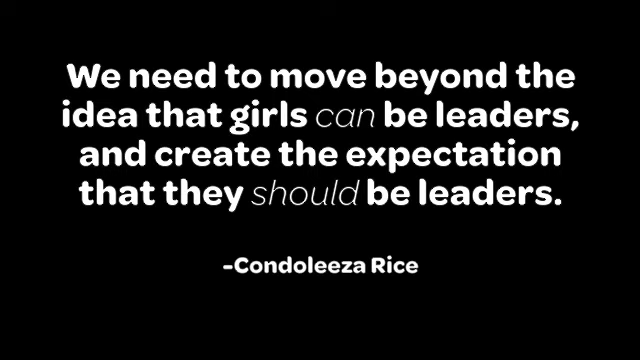 We need to move beyond the
idea that girls can be leaders,
and create the expectation
that they should be leaders.
-Condoleeza Rice